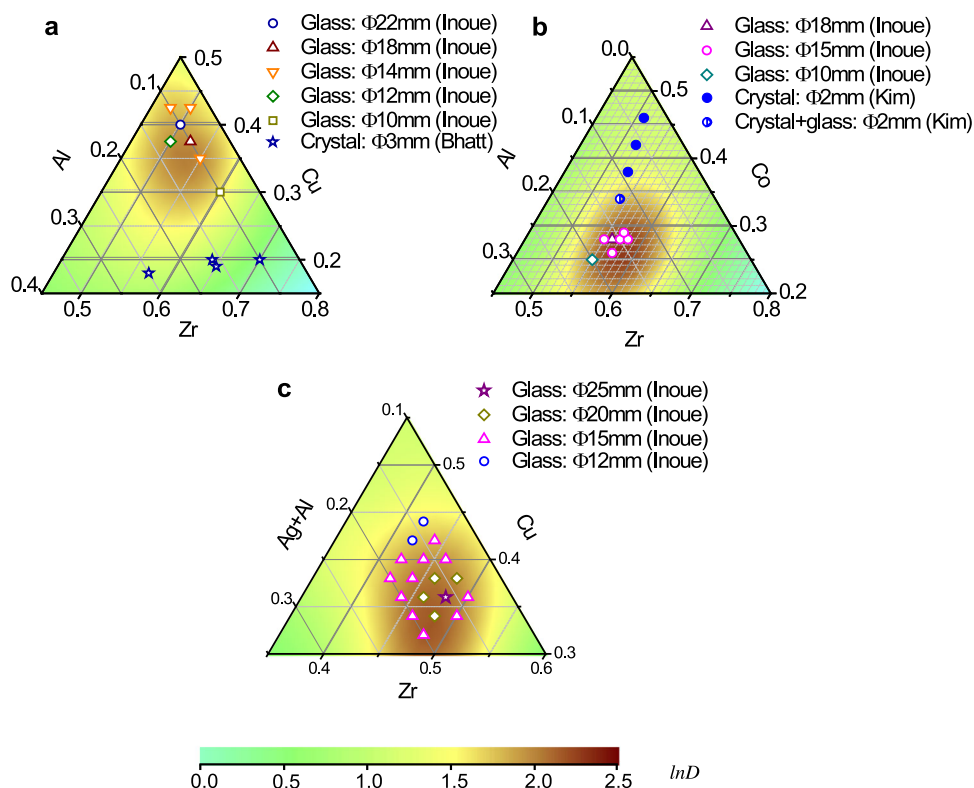 a
Glass: Φ22mm (Inoue)
Glass: Φ18mm (Inoue)
Glass: Φ14mm (Inoue)
Glass: Φ12mm (Inoue)
Glass: Φ10mm (Inoue)
Crystal: Φ3mm (Bhatt)
0.5
0.1
0.4
Al
0.2
Cu
0.3
0.3
0.2
0.4
0.5
0.6
0.7
0.8
Zr
b
Glass: Φ18mm (Inoue)
Glass: Φ15mm (Inoue)
Glass: Φ10mm (Inoue)
Crystal: Φ2mm (Kim)
Crystal+glass: Φ2mm (Kim)
0.0
0.5
0.1
0.4
Al
Co
0.2
0.3
0.3
0.2
0.5
0.6
0.7
0.8
Zr
c
Glass: Φ25mm (Inoue)
Glass: Φ20mm (Inoue)
Glass: Φ15mm (Inoue)
Glass: Φ12mm (Inoue)
0.1
0.5
0.2
Ag+Al
Cu
0.4
0.3
0.3
0.4
0.5
0.6
Zr
0.0 0.5 1.0 1.5 2.0 2.5
lnD